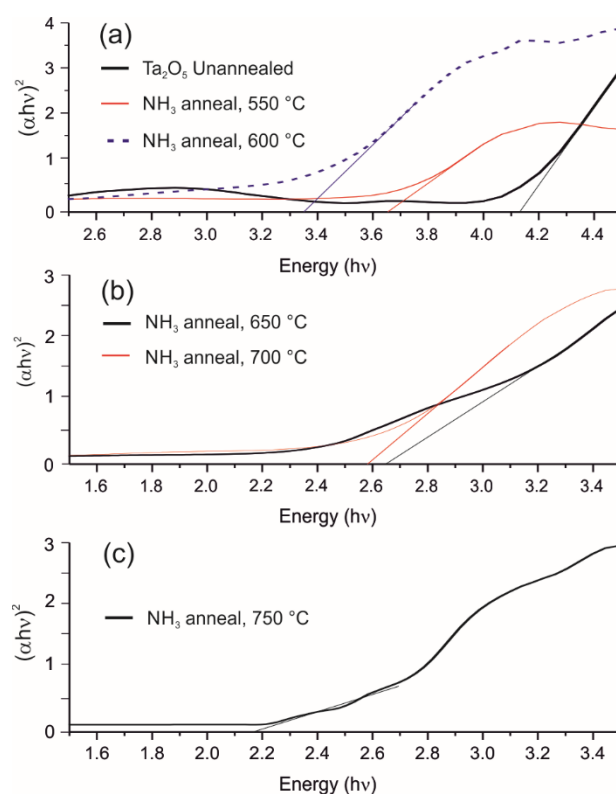 (a)
Ta₂O₅ Unannealed
NH₃ anneal, 550 °C
NH₃ anneal, 600 °C
(αhν)²
4
3
2
1
0
2.6 2.8 3.0 3.2 3.4 3.6 3.8 4.0 4.2 4.4
Energy (hν)
(b)
NH₃ anneal, 650 °C
NH₃ anneal, 700 °C
(αhν)²
3
2
1
0
1.6 1.8 2.0 2.2 2.4 2.6 2.8 3.0 3.2 3.4
Energy (hν)
(c)
NH₃ anneal, 750 °C
(αhν)²
3
2
1
0
1.6 1.8 2.0 2.2 2.4 2.6 2.8 3.0 3.2 3.4
Energy (hν)